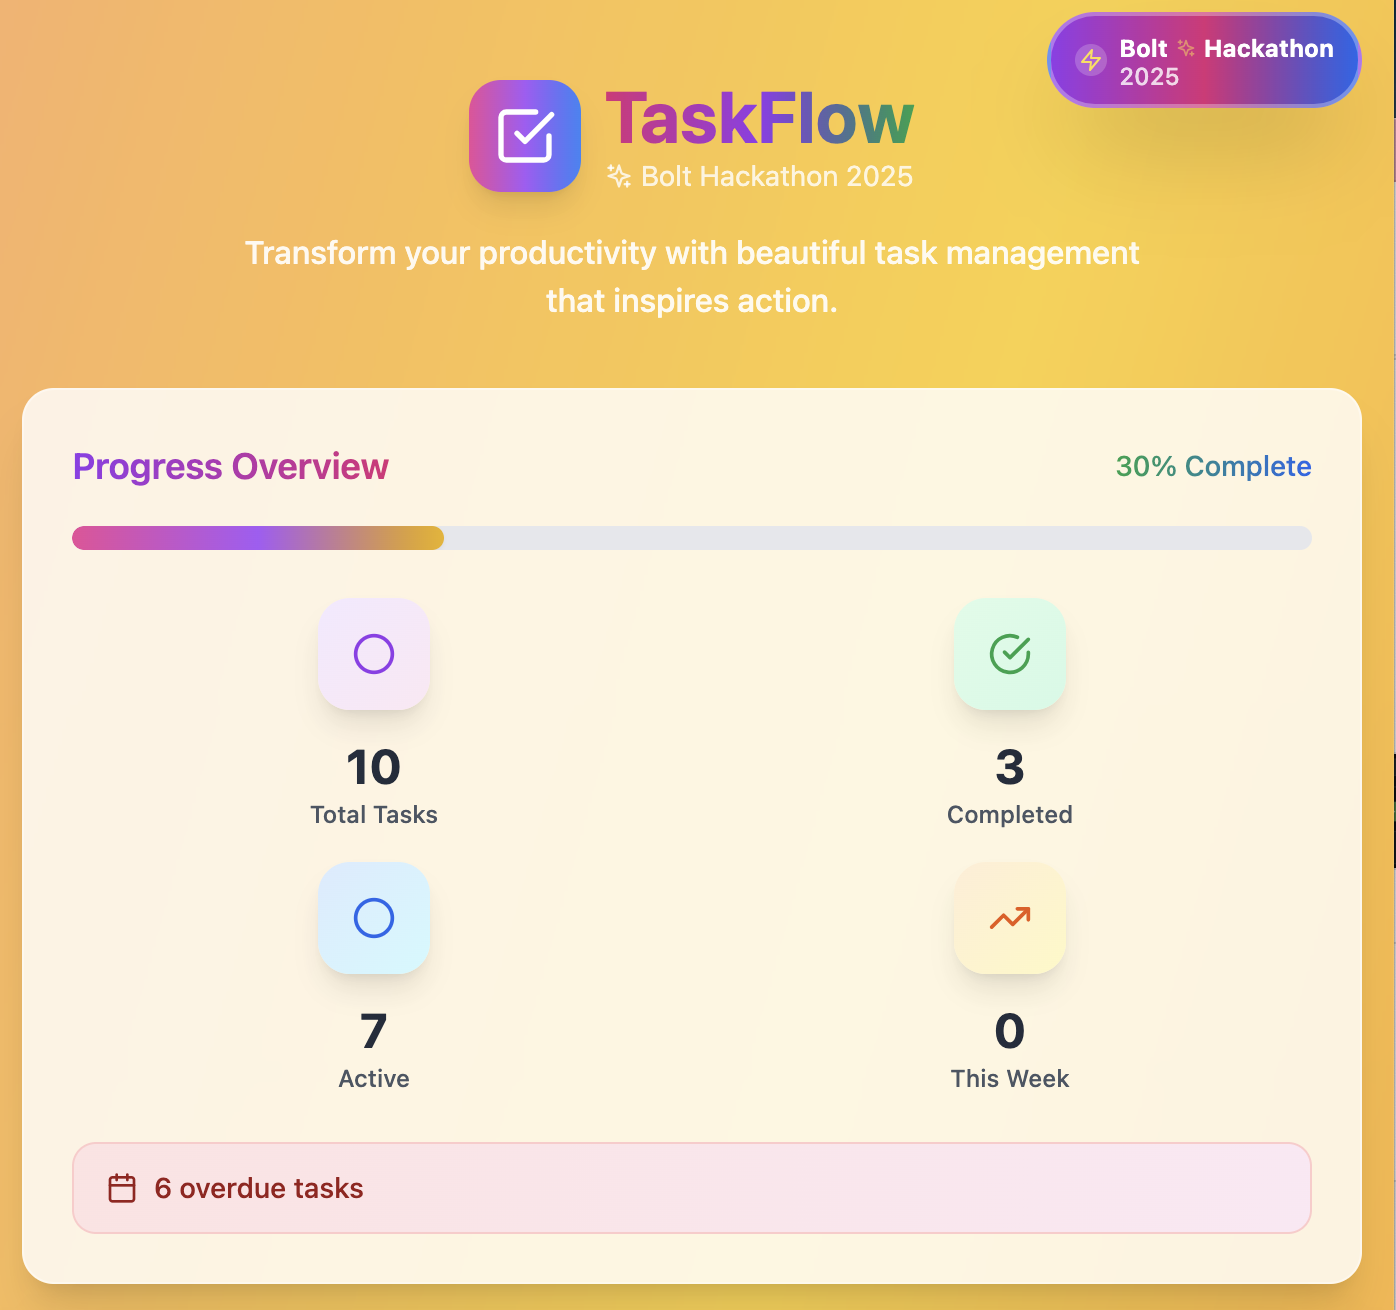 Bolt Hackathon
2025
TaskFlow
Bolt Hackathon 2025
Transform your productivity with beautiful task management
that inspires action.
Progress Overview
30% Complete
10
Total Tasks
3
Completed
7
Active
0
This Week
6 overdue tasks